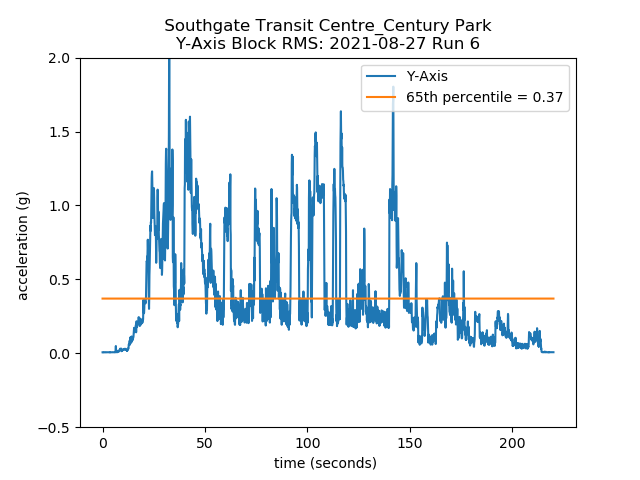 Southgate Transit Centre_Century Park
Y-Axis Block RMS: 2021-08-27 Run 6
Y-Axis
65th percentile = 0.37
2.0
1.5
1.0
0.5
0.0
−0.5
acceleration (g)
0
50
100
150
200
time (seconds)